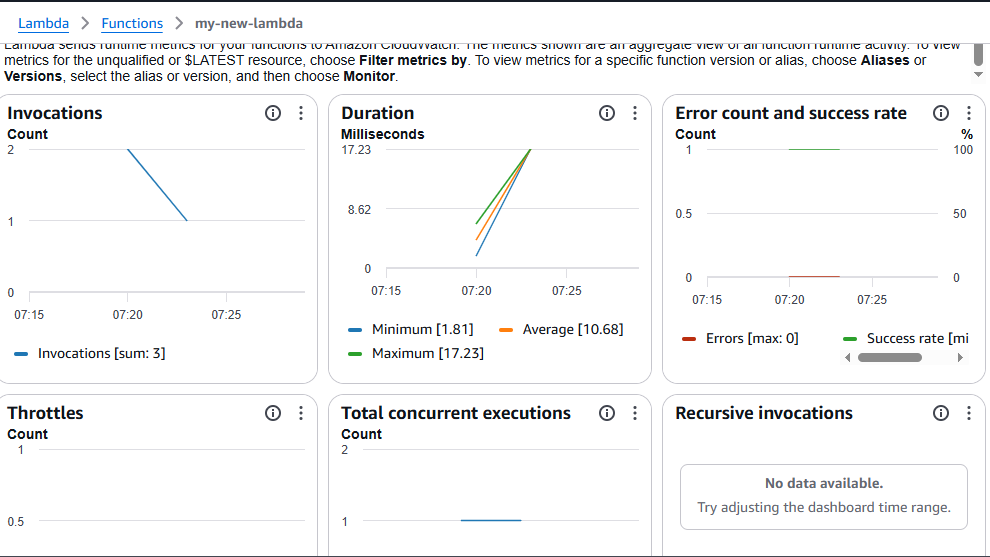 Lambda > Functions > my-new-lambda
Lambda sends runtime metrics for your functions to Amazon CloudWatch. The metrics shown are an aggregate view of all function runtime activity. To view
metrics for the unqualified or $LATEST resource, choose Filter metrics by. To view metrics for a specific function version or alias, choose Aliases or
Versions, select the alias or version, and then choose Monitor.
Invocations
Count
2
1
0
07:15 07:20 07:25
Invocations [sum: 3]
Duration
Milliseconds
17.23
8.62
0
07:15 07:20 07:25
Minimum [1.81] Average [10.68]
Maximum [17.23]
Error count and success rate
Count %
1 100
0.5 50
0 0
07:15 07:20 07:25
Errors [max: 0] Success rate [mi
Throttles
Count
1
0.5
Total concurrent executions
Count
2
1
Recursive invocations
No data available.
Try adjusting the dashboard time range.